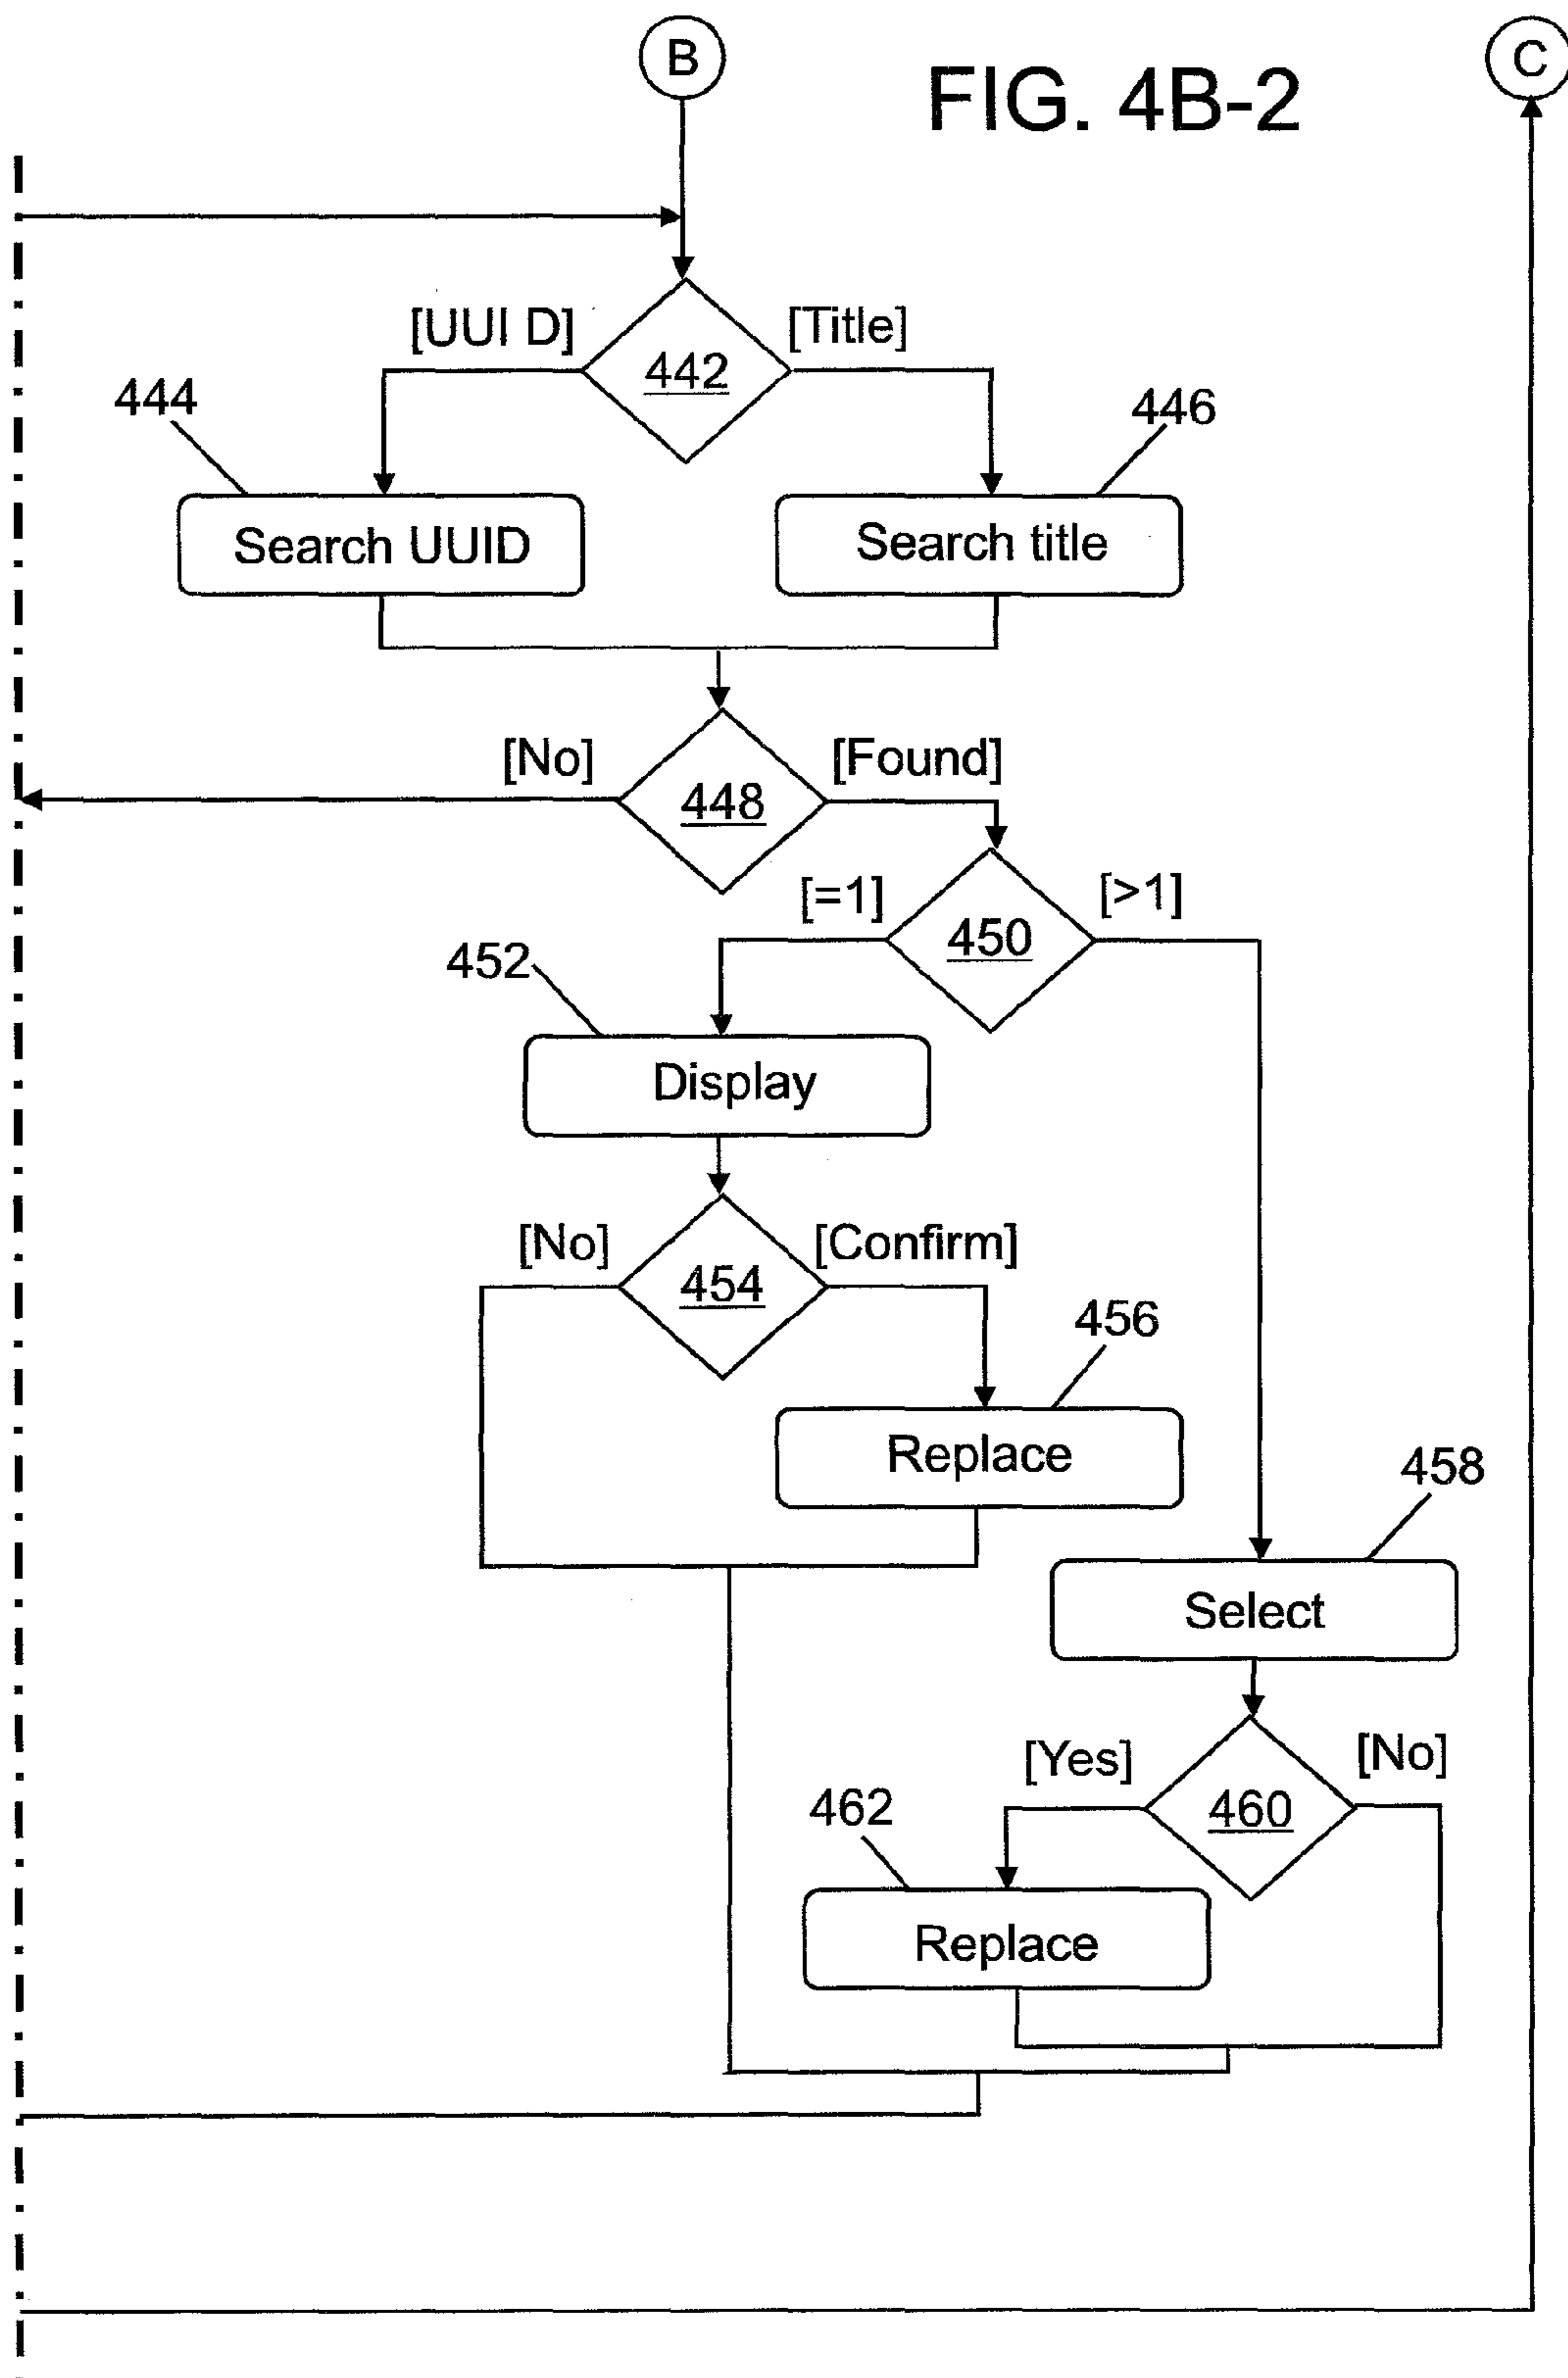 B
FIG. 4B-2
C
[UUI D]
[Title]
442
444
446
Search UUID
Search title
[No]
[Found]
448
[=1]
[>1]
450
452
Display
[No]
[Confirm]
454
456
Replace
458
Select
[Yes]
[No]
460
462
Replace